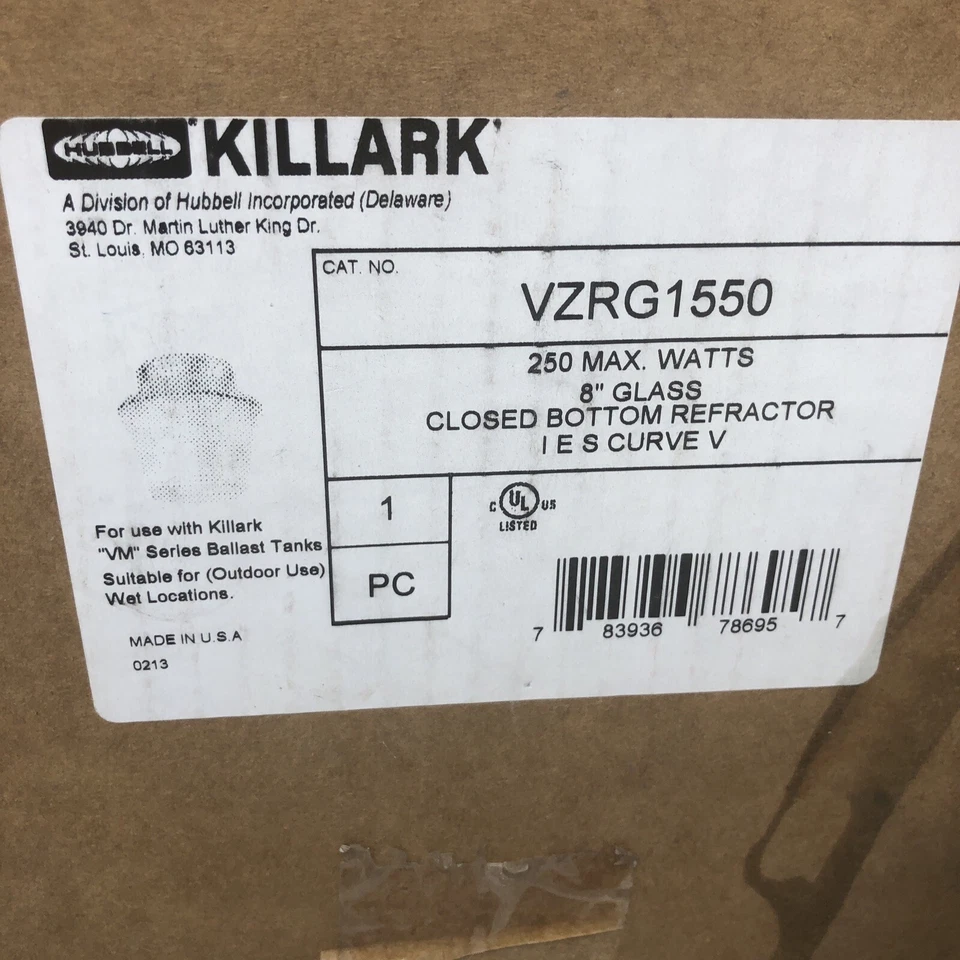 HUBBELL "KILLARK"
A Division of Hubbell Incorporated (Delaware)
3940 Dr. Martin Luther King Dr.
St. Louis, MO 63113
CAT. NO.
VZRG1550
250 MAX. WATTS
8" GLASS
CLOSED BOTTOM REFRACTOR
I E S CURVE V
1
PC
C UL US
LISTED
For use with Killark
"VM" Series Ballast Tanks
Suitable for (Outdoor Use)
Wet Locations.
MADE IN U.S.A
0213
7 83936 78695 7